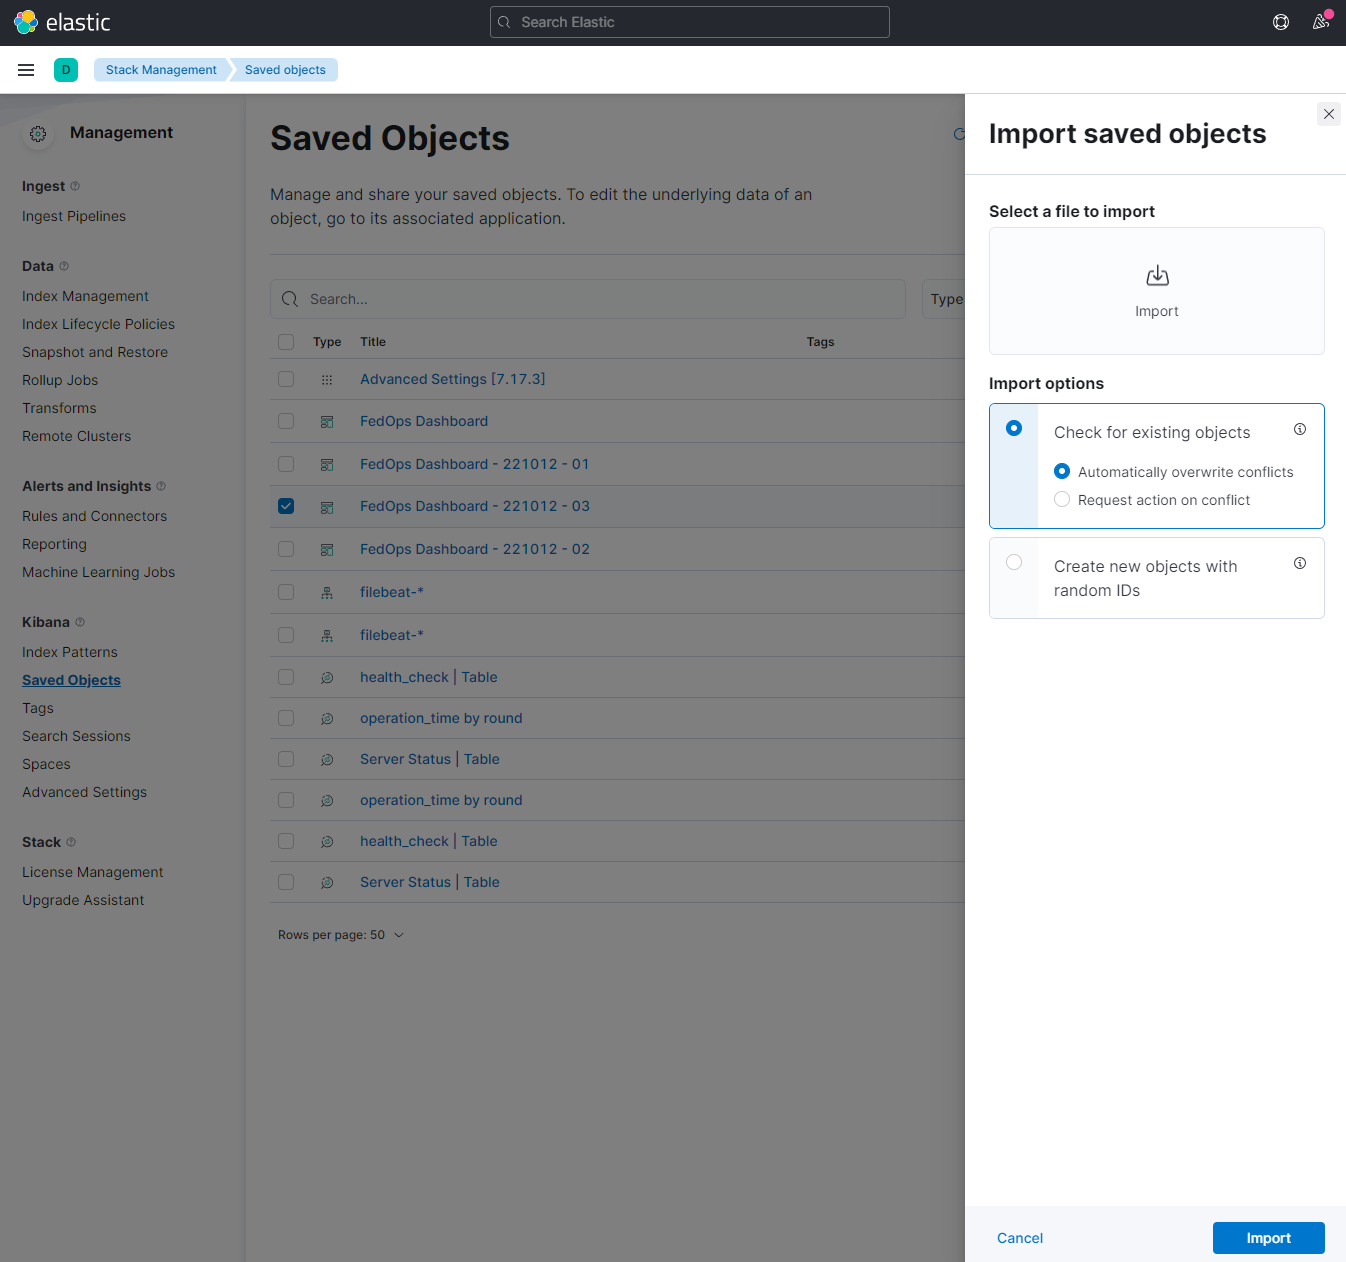 elastic
Search Elastic
D
Stack Management
Saved objects
Management
Ingest
Ingest Pipelines
Data
Index Management
Index Lifecycle Policies
Snapshot and Restore
Rollup Jobs
Transforms
Remote Clusters
Alerts and Insights
Rules and Connectors
Reporting
Machine Learning Jobs
Kibana
Index Patterns
Saved Objects
Tags
Search Sessions
Spaces
Advanced Settings
Stack
License Management
Upgrade Assistant
Saved Objects
Manage and share your saved objects. To edit the underlying data of an
object, go to its associated application.
Search...
Type
Type Title Tags
Advanced Settings [7.17.3]
FedOps Dashboard
FedOps Dashboard - 221012 - 01
FedOps Dashboard - 221012 - 03
FedOps Dashboard - 221012 - 02
filebeat-*
filebeat-*
health_check | Table
operation_time by round
Server Status | Table
operation_time by round
health_check | Table
Server Status | Table
Rows per page: 50
Import saved objects
Select a file to import
Import
Import options
Check for existing objects
Automatically overwrite conflicts
Request action on conflict
Create new objects with
random IDs
Cancel
Import